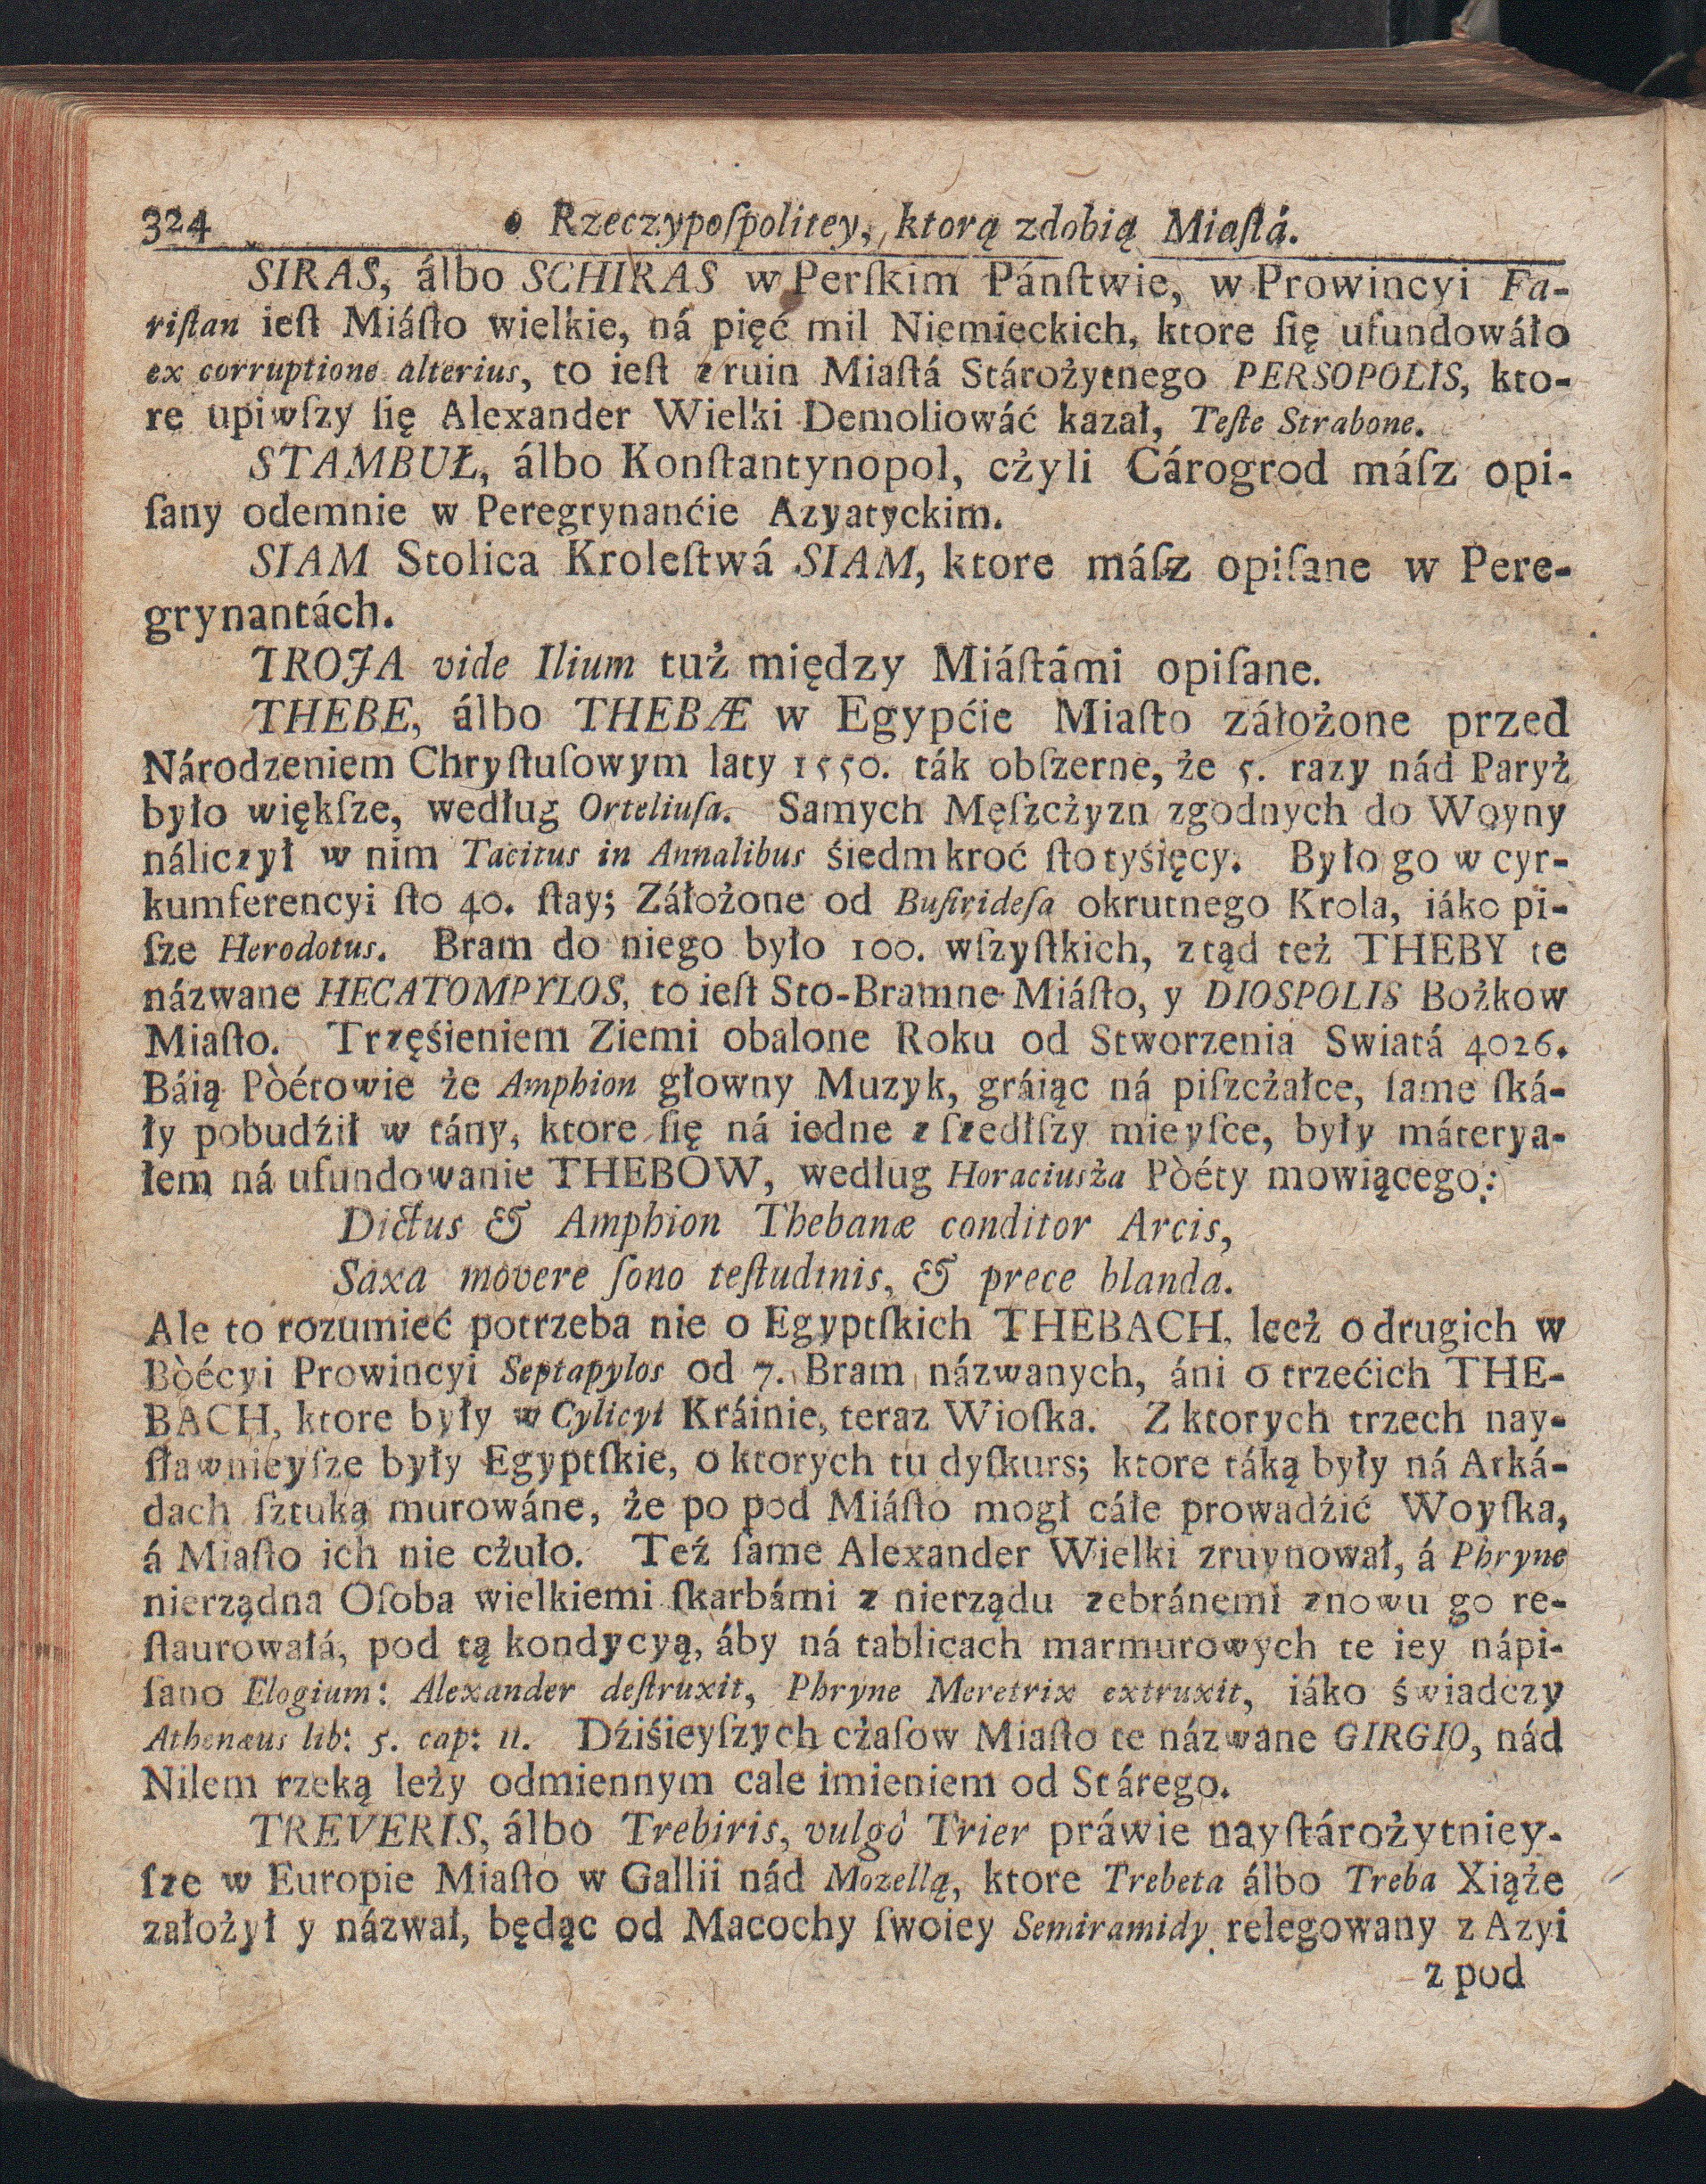 324 o Rzeczypoſpolitey, ktorą zdobią Miaſtá.
SIRAS, álbo SCHIRAS w Perſkim Pánſtwie, w Prowincyi Fa-
riſtan ieſt Miáſto wielkie, ná pięć mil Niemieckich, ktore ſię ufundowáło
ex corruptione alterius, to ieſt z ruin Miaſtá Stárożytnego PERSOPOLIS, kto-
re upiwſzy ſię Alexander Wielki Demoliowáć kazał, Teſte Strabone.
STAMBUŁ, álbo Konſtantynopol, cżyli Cárogrod máſz opi-
ſany odemnie w Peregrynanćie Azyatyckim.
SIAM Stolica Kroleſtwá SIAM, ktore máſz opiſane w Pere-
grynantách.
TROJA vide Ilium tuż między Miáſtámi opiſane.
THEBE, álbo THEBÆ w Egypćie Miaſto záłożone przed
Národzeniem Chryſtuſowym laty 1550. ták obſzerne, że 5. razy nád Paryż
było więkſze, według Orteliuſa. Samych Męſzcżyzn zgodnych do Woyny
náliczył w nim Tacitus in Annalibus śiedm kroć ſto tyśięcy. Było go w cyr-
kumferencyi ſto 40. ſtay; Záłożone od Buſirideſa okrutnego Krola, iáko pi-
ſze Herodotus. Bram do niego było 100. wſzyſtkich, ztąd też THEBY te
názwane HECATOMPYLOS, to ieſt Sto-Bramne Miáſto, y DIOSPOLIS Bożkow
Miaſto. Trzęśieniem Ziemi obalone Roku od Stworzenia Swiatá 4026.
Báią Pòétowie że Amphion głowny Muzyk, gráiąc ná piſzcżałce, ſame ſká-
ły pobudźił w tány, ktore ſię ná iedne zſzedłſzy mieyſce, były máterya-
łem ná ufundowanie THEBOW, według Horaciusża Pòéty mowiącego:
Dictus & Amphion Thebanæ conditor Arcis,
Saxa movere ſono teſtudinis, & prece blanda.
Ale to rozumieć potrzeba nie o Egyptſkich THEBACH, lecż o drugich w
Bòécyi Prowincyi Septapylos od 7. Bram názwanych, áni o trzećich THE-
BACH, ktore były w Cylicyi Kráinie, teraz Wioſka. Z ktorych trzech nay-
ſławnieyſze były Egyptſkie, o ktorych tu dyſkurs; ktore táką były ná Arká-
dach ſztuką murowáne, że po pod Miáſto mogł cáłe prowadźić Woyſka,
á Miaſto ich nie cżuło. Też ſame Alexander Wielki zruynował, á Phryne
nierządna Oſoba wielkiemi ſkarbámi z nierządu zebránemi znowu go re-
ſtaurowałá, pod tą kondycyą, áby ná tablicach marmurowych te iey nápi-
ſano Elogium: Alexander deſtruxit, Phryne Meretrix extruxit, iáko świadczy
Athenæus lib: 5. cap: 11. Dźiśieyſzych cżaſow Miaſto te názwane GIRGIO, nád
Nilem rzeką leży odmiennym cale imieniem od Stárego.
TREVERIS, álbo Trebiris, vulgò Trier práwie nayſtárożytniey-
ſze w Europie Miaſto w Gallii nád Mozellą, ktore Trebeta álbo Treba Xiąże
założył y názwał, będąc od Macochy ſwoiey Semiramidy relegowany z Azyi
z pod